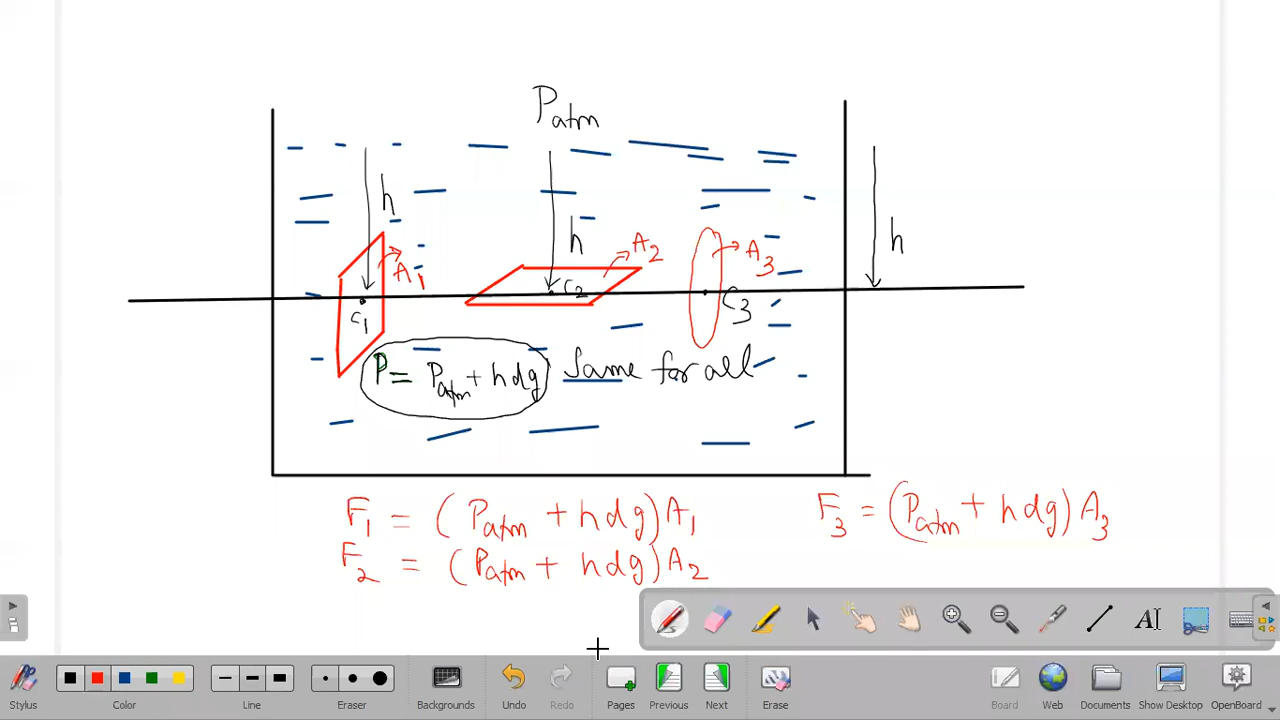 Patm
h
h
h
A1
A2
A3
C1
C2
C3
P = Patm + hdg Same for all
F1 = (Patm + hdg) A1
F3 = (Patm + hdg) A3
F2 = (Patm + hdg) A2
AI
Stylus
Color
Line
Eraser
Backgrounds
Undo
Redo
Pages
Previous
Next
Erase
Board
Web
Documents
Show Desktop
OpenBoard